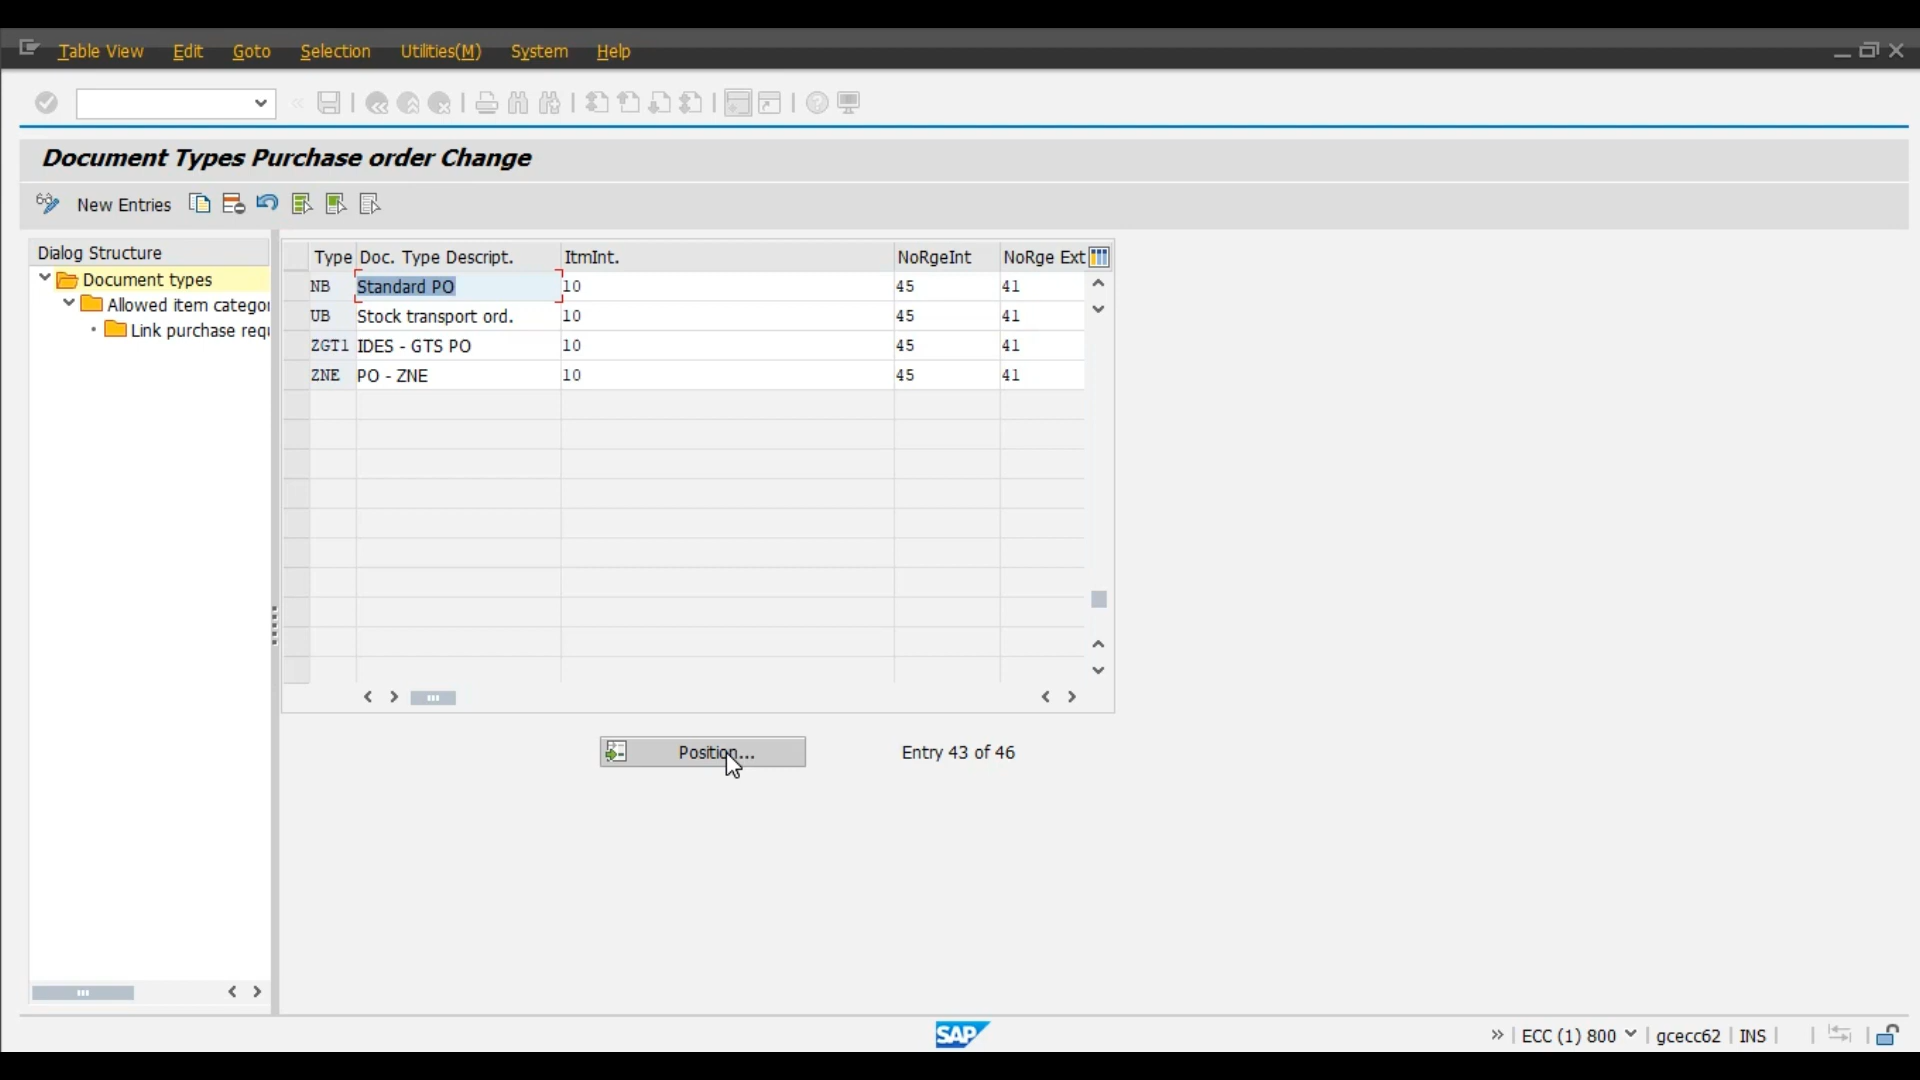 Table View Edit Goto Selection Utilities(M) System Help
Document Types Purchase order Change
New Entries
Dialog Structure
Document types
Allowed item categor
Link purchase requ
Type Doc. Type Descript. ItmInt. NoRgeInt NoRge Ext
NB Standard PO 10 45 41
UB Stock transport ord. 10 45 41
ZGT1 IDES - GTS PO 10 45 41
ZNE PO - ZNE 10 45 41
Position... Entry 43 of 46
SAP ECC (1) 800 gcecc62 INS